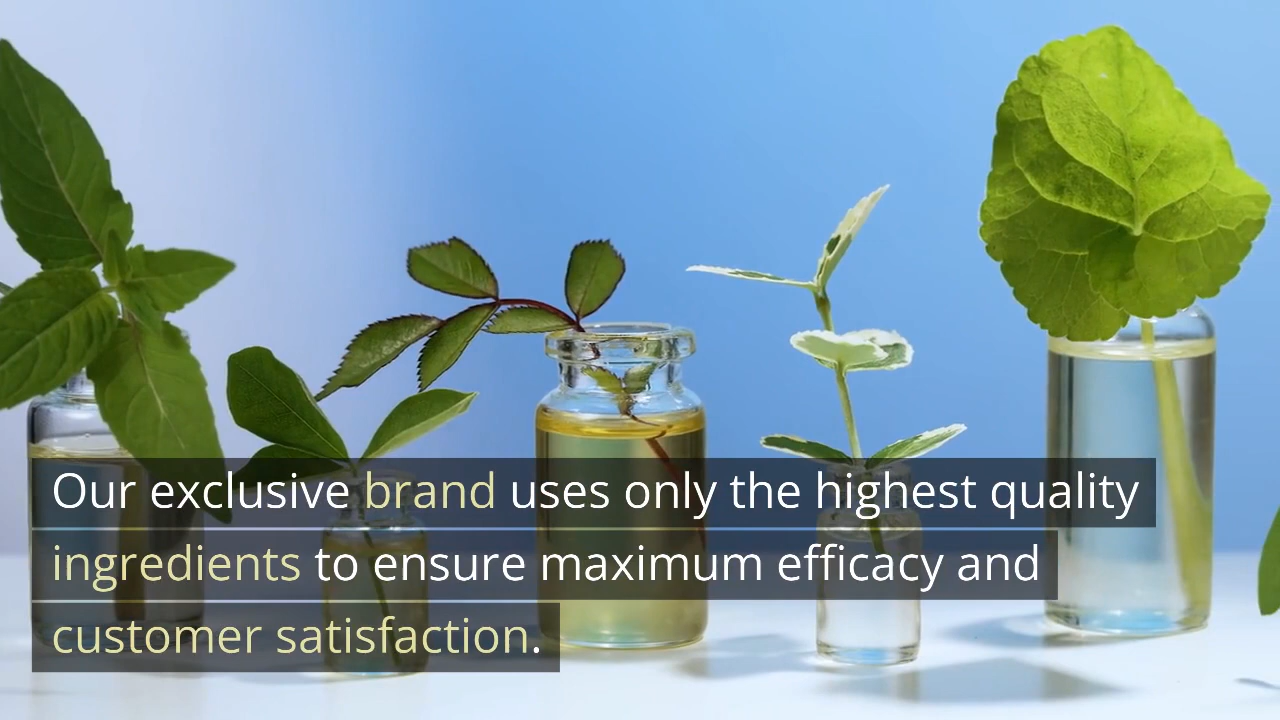 Our exclusive brand uses only the highest quality
ingredients to ensure maximum efficacy and
customer satisfaction.